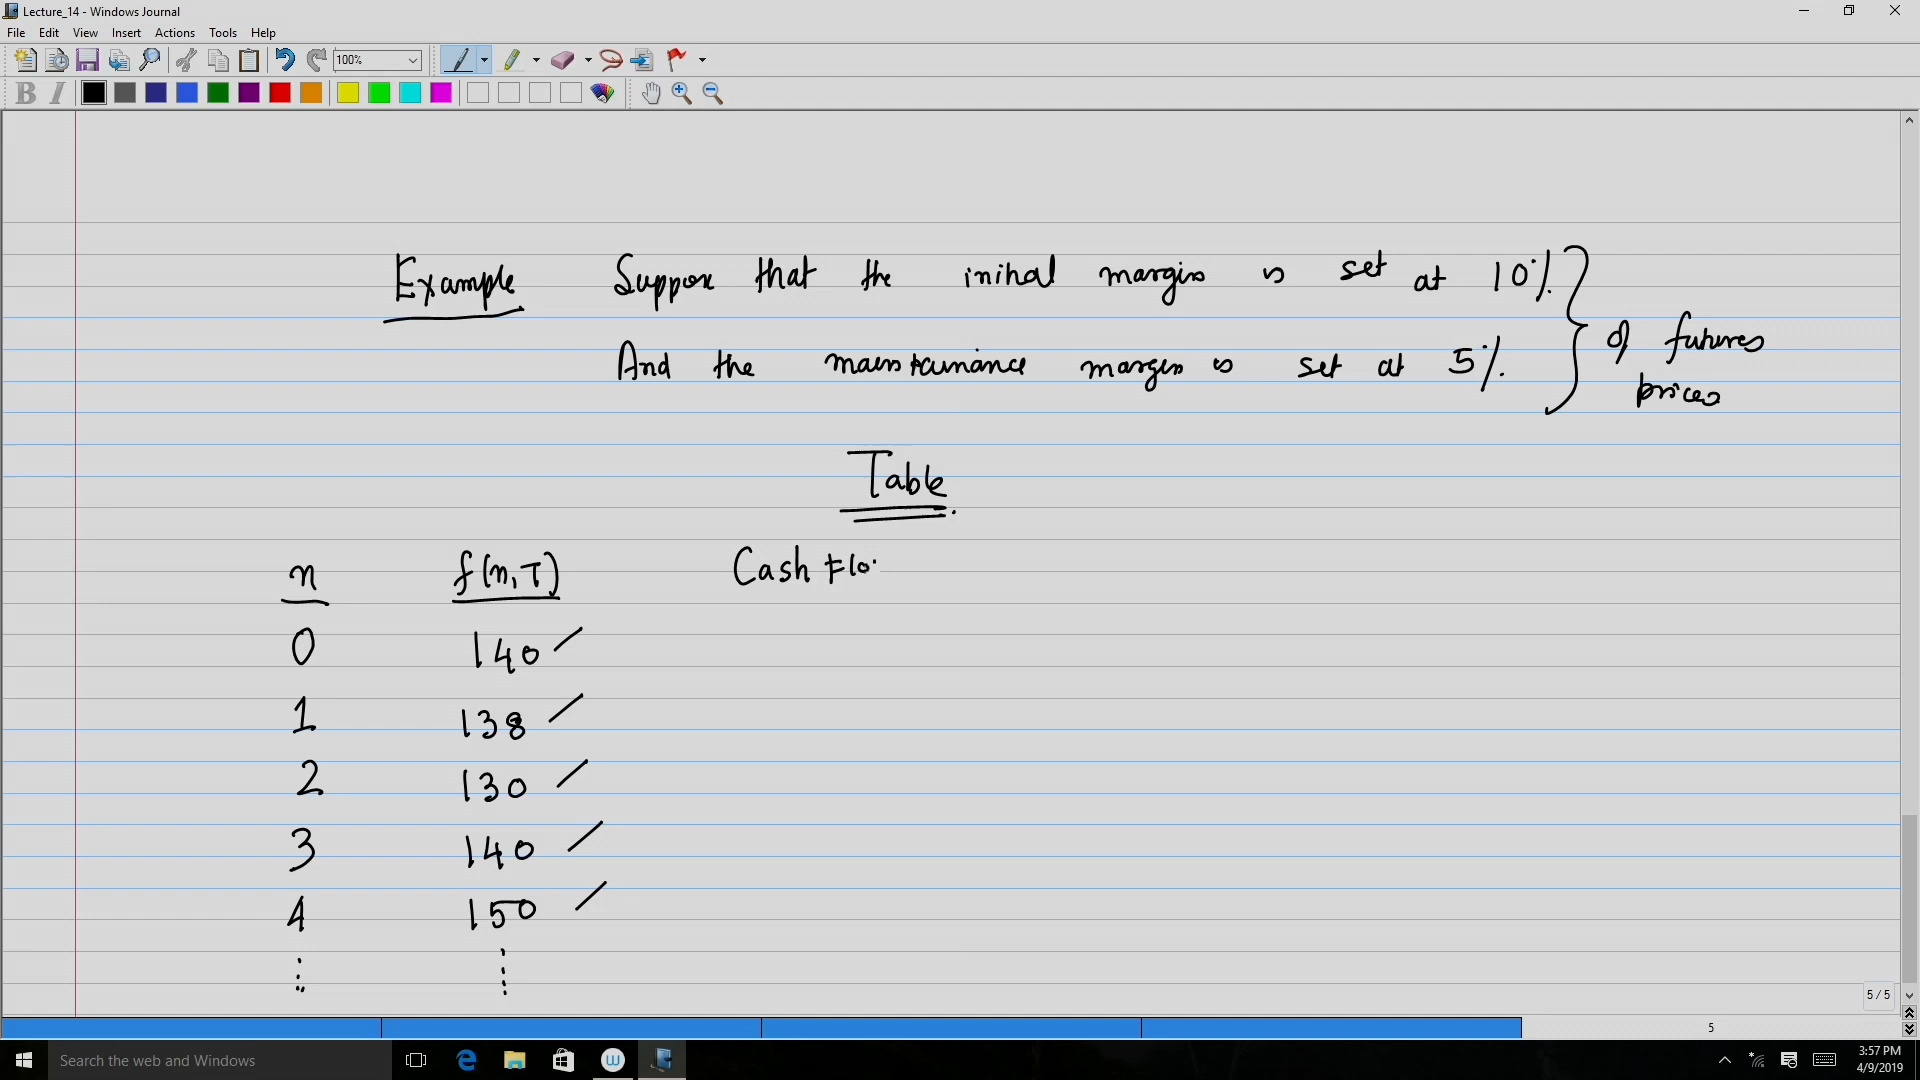 Lecture_14 - Windows Journal
File Edit View Insert Actions Tools Help
100%
B I
Example Suppose that the initial margin is set at 10%
And the maintainance margin is set at 5%
of futures
prices
Table
n f(n,T) Cash Flo
0 140
1 138
2 130
3 140
4 150
5 / 5
5
Search the web and Windows
3:57 PM
4/9/2019